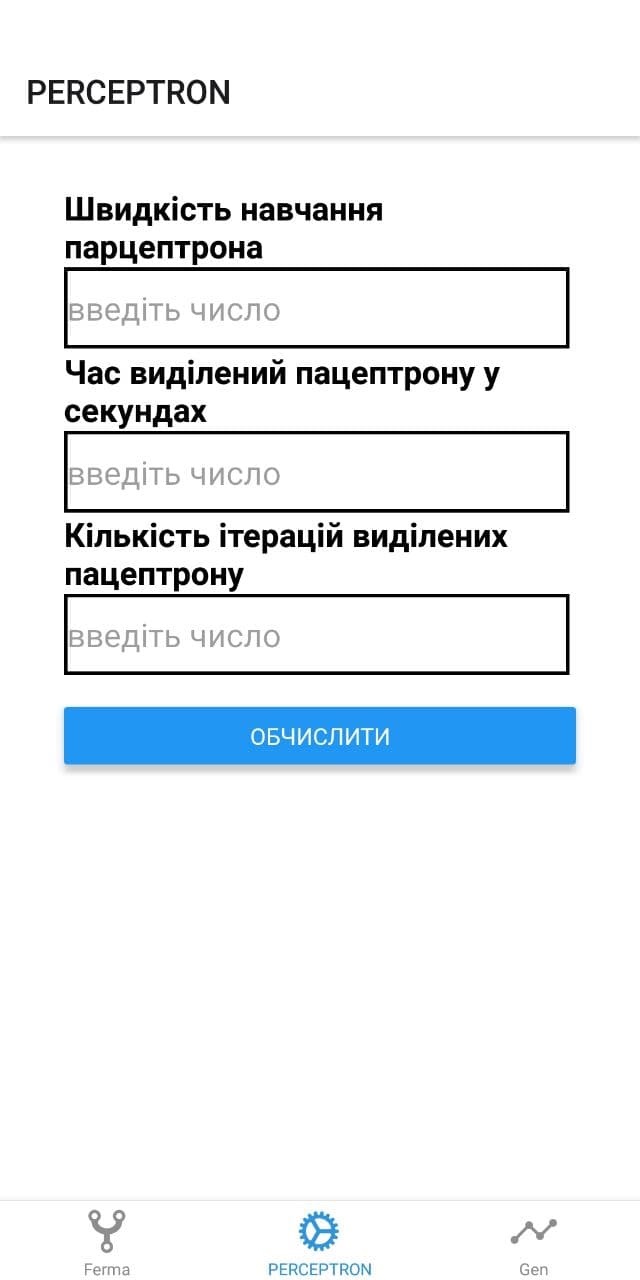 PERCEPTRON
Швидкість навчання
парцептрона
введіть число
Час виділений пацептрону у
секундах
введіть число
Кількість ітерацій виділених
пацептрону
введіть число
ОБЧИСЛИТИ
Ferma
PERCEPTRON
Gen